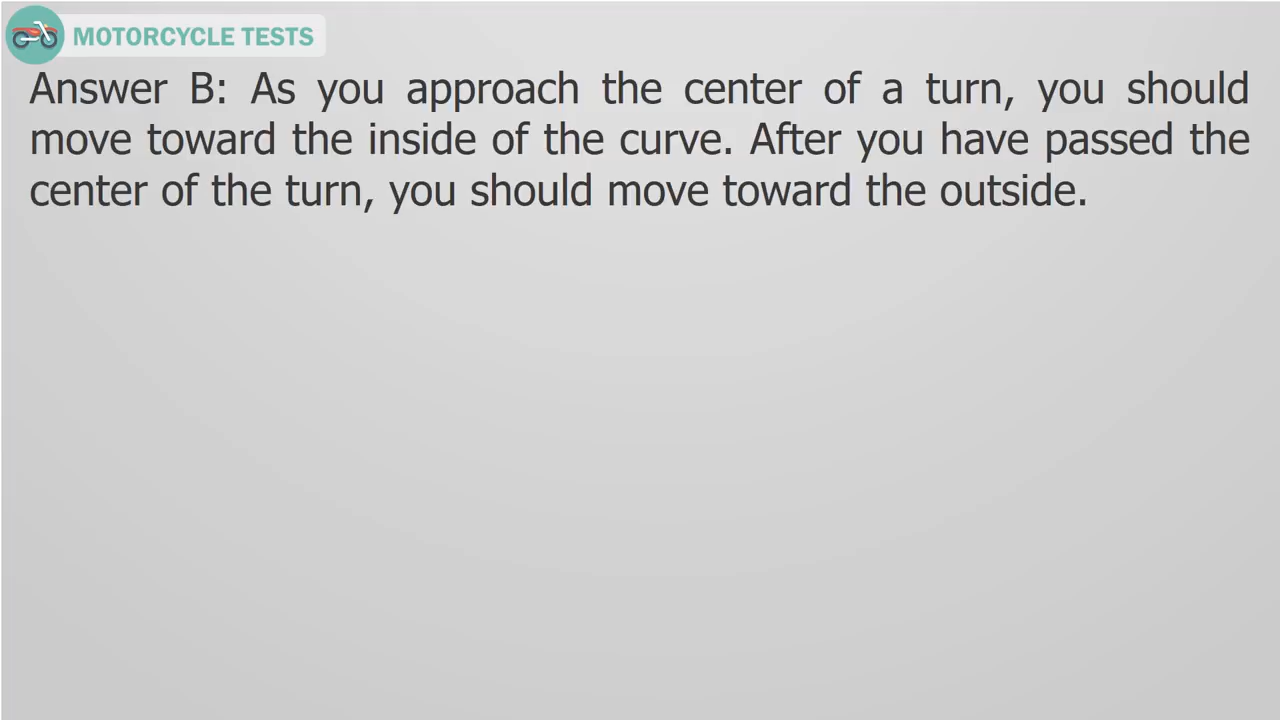 MOTORCYCLE TESTS
Answer B: As you approach the center of a turn, you should
move toward the inside of the curve. After you have passed the
center of the turn, you should move toward the outside.